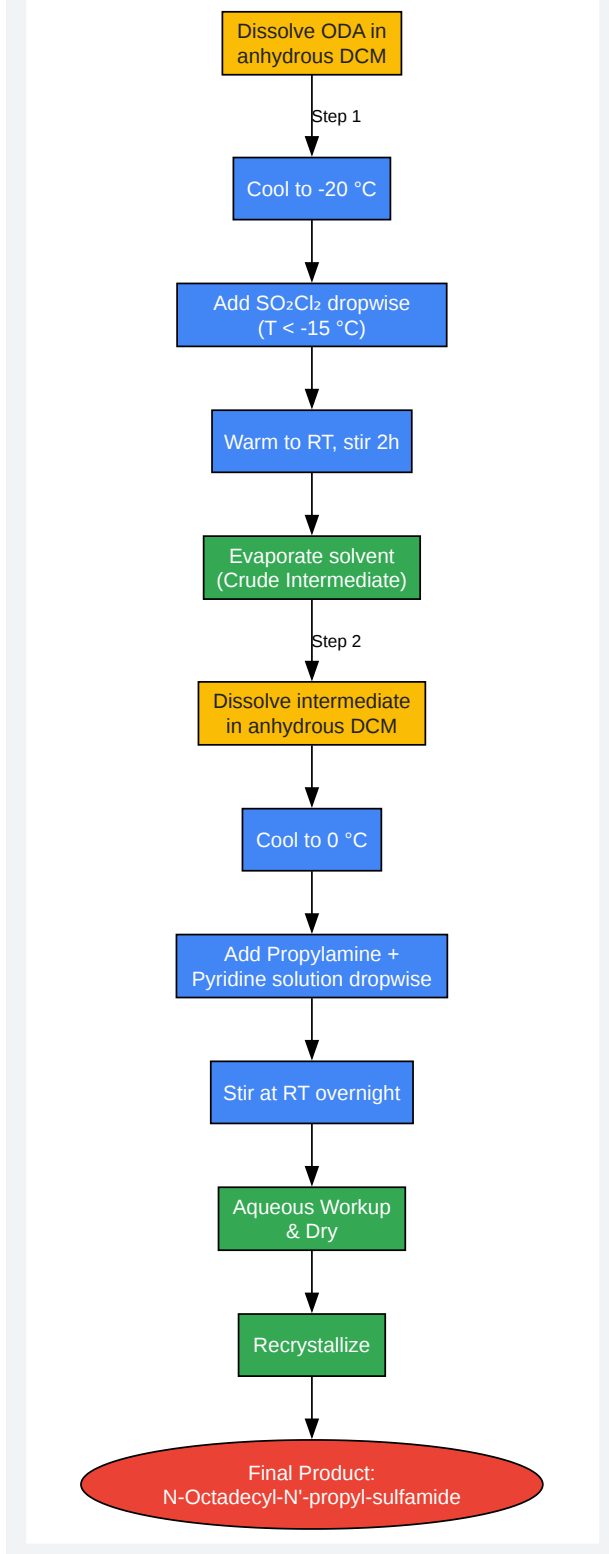 Dissolve ODA in
anhydrous DCM
Step 1
Cool to -20 °C
Add SO₂Cl₂ dropwise
(T < -15 °C)
Warm to RT, stir 2h
Evaporate solvent
(Crude Intermediate)
Step 2
Dissolve intermediate
in anhydrous DCM
Cool to 0 °C
Add Propylamine +
Pyridine solution dropwise
Stir at RT overnight
Aqueous Workup
& Dry
Recrystallize
Final Product:
N-Octadecyl-N'-propyl-sulfamide